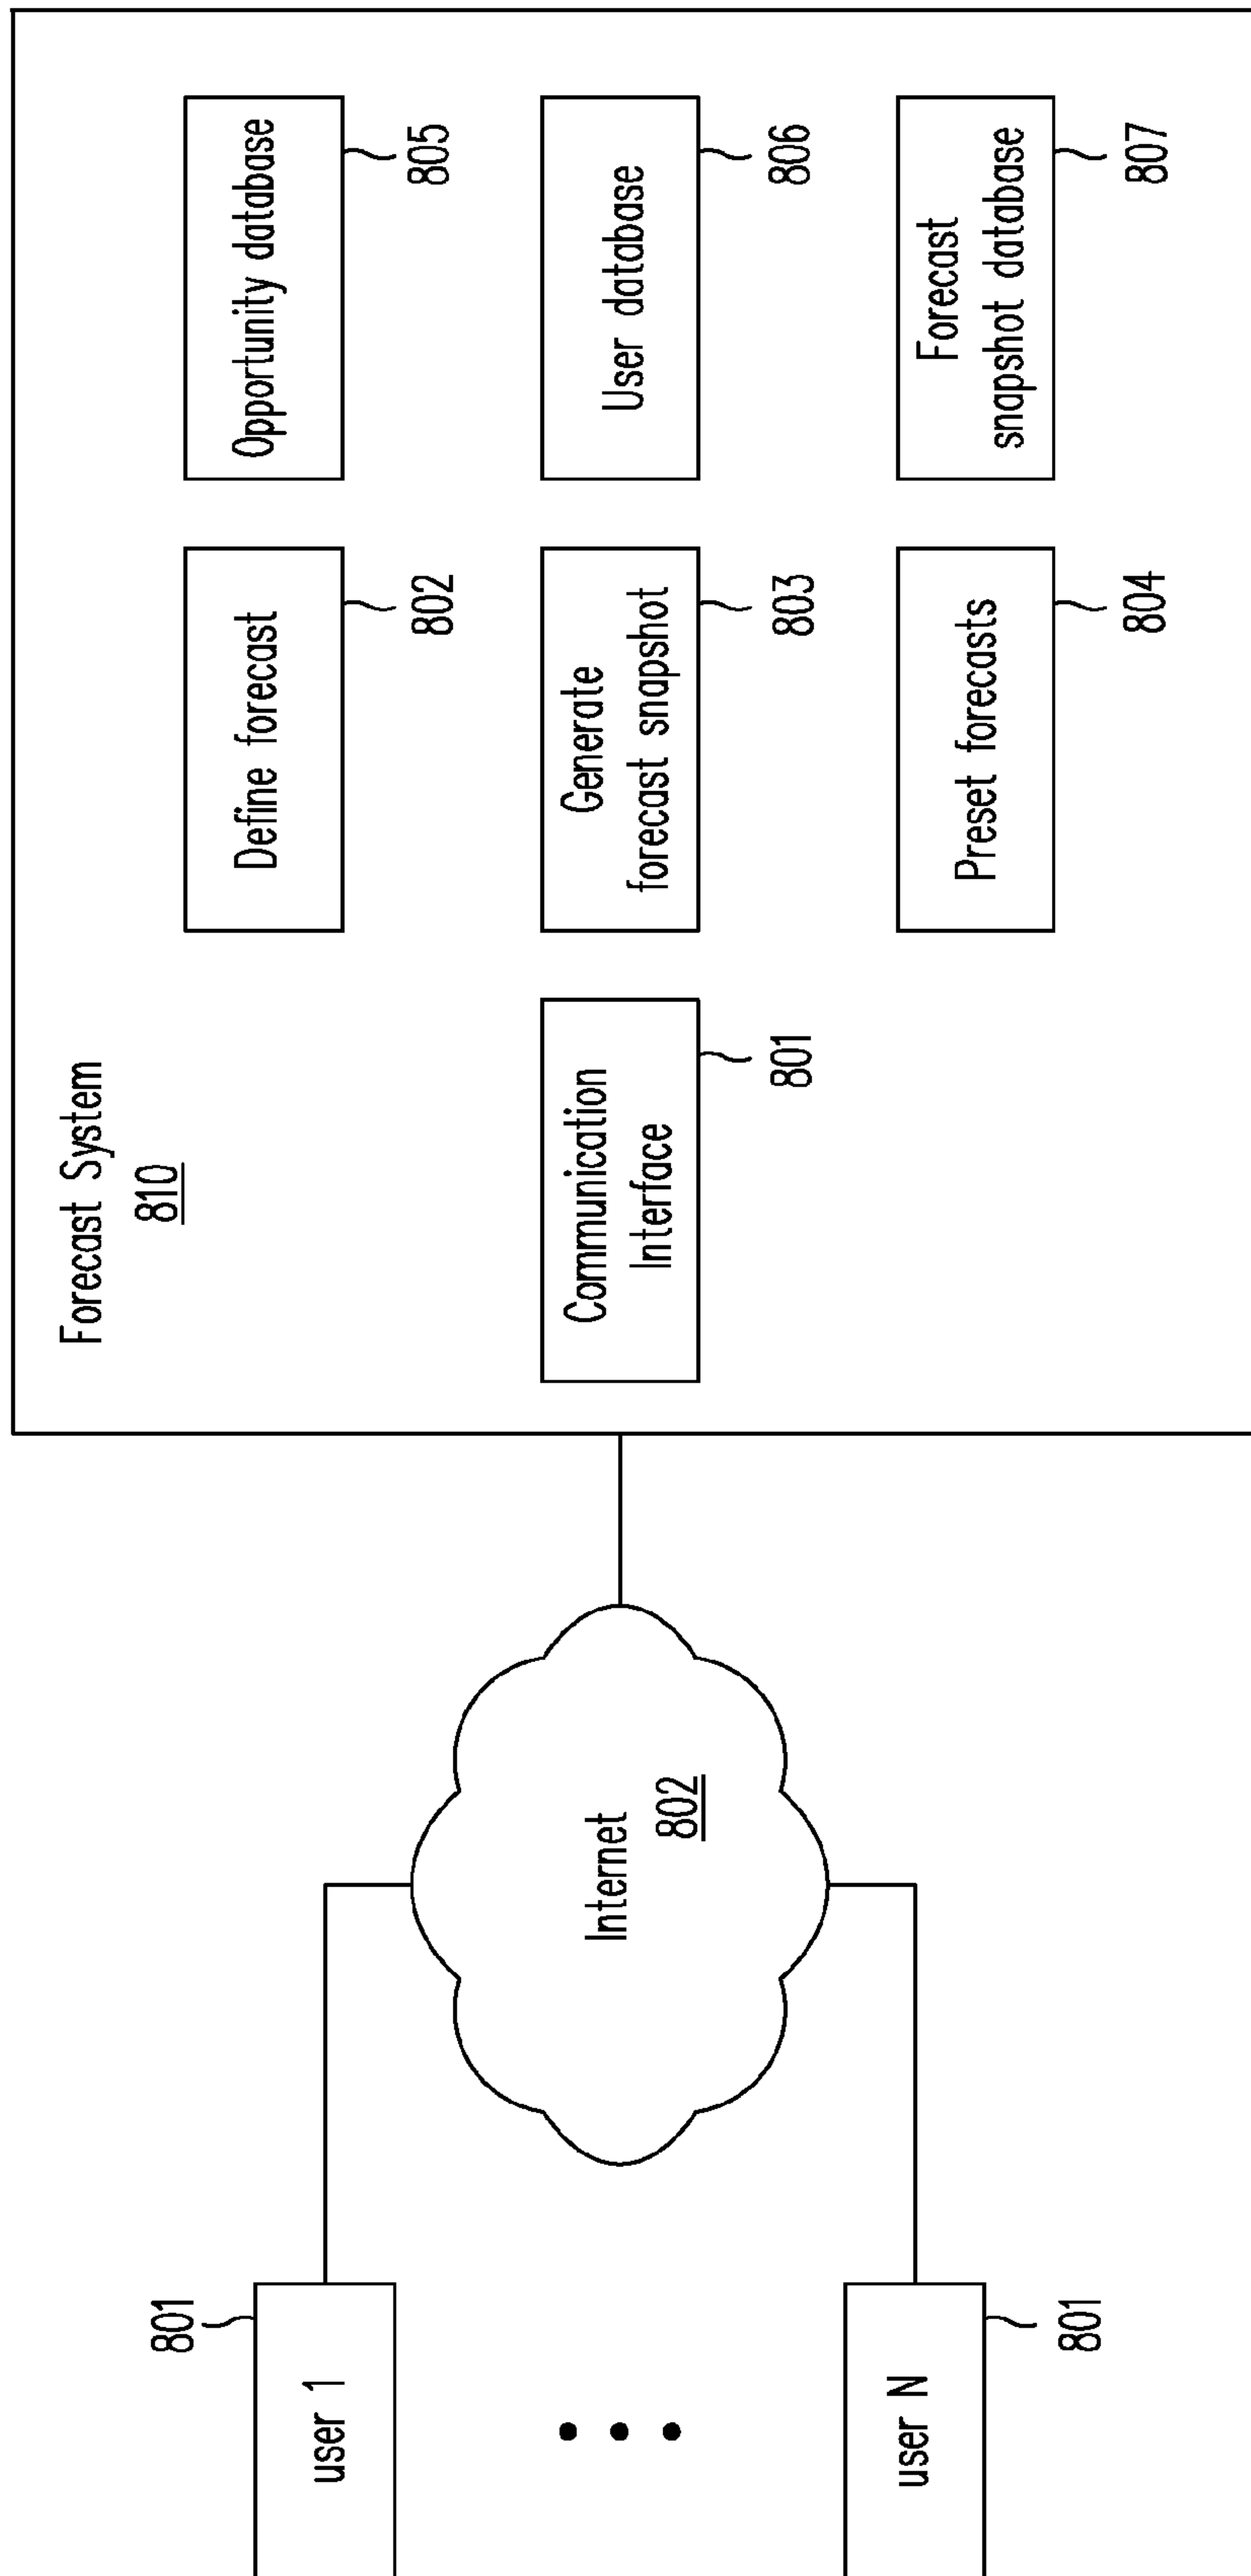 Forecast System
810
801
user 1
Internet
802
user N
801
Communication
Interface
801
Define forecast
802
Generate
forecast snapshot
803
Preset forecasts
804
Opportunity database
805
User database
806
Forecast
snapshot database
807